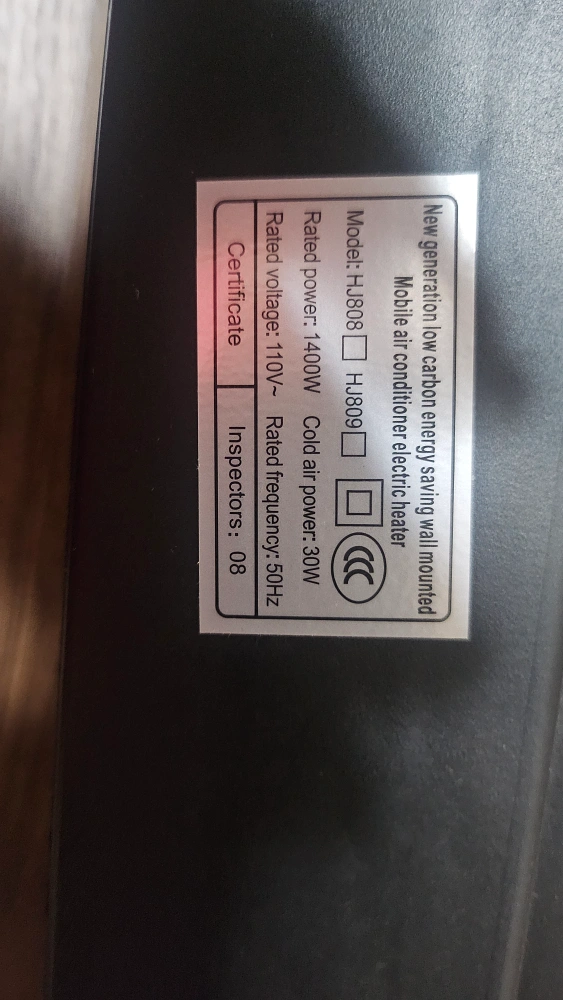 New generation low carbon energy saving wall mounted
Mobile air conditioner electric heater
Model: HJ808 □ HJ809 □
Rated power: 1400W Cold air power: 30W
Rated voltage: 110V~ Rated frequency: 50Hz
Certificate Inspectors: 08